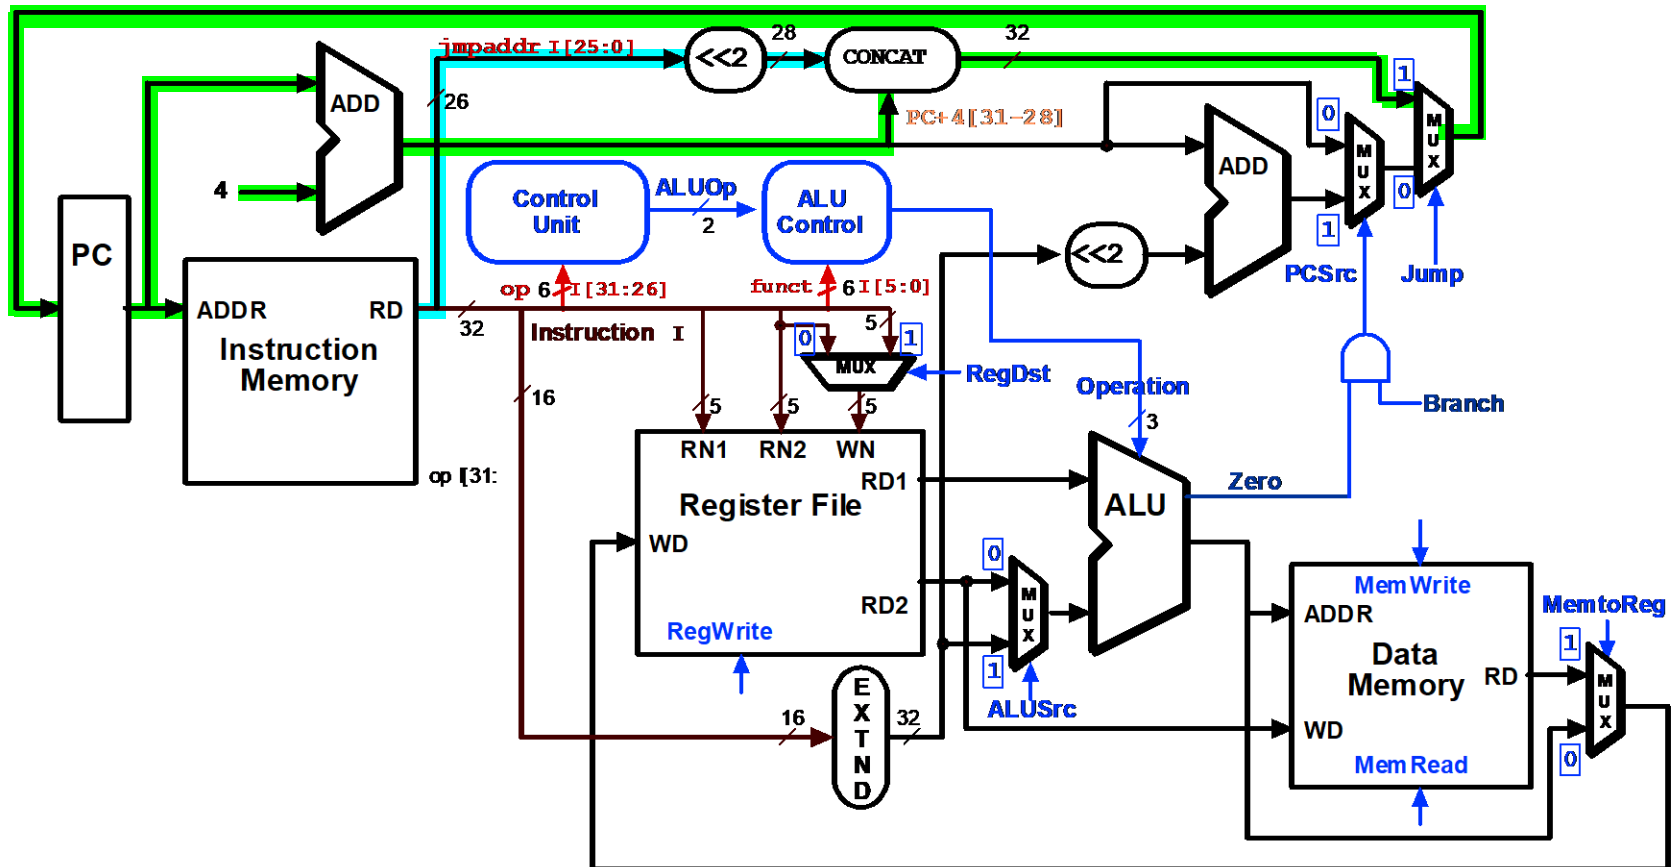 jmpaddr I[25:0]
<<2
28
CONCAT
32
26
ADD
PC+4[31-28]
4
PC
ADDR
RD
Instruction
Memory
32
op I[31:
Control
Unit
ALUOp
2
ALU
Control
op 6 I[31:26]
funct 6 I[5:0]
Instruction I
16
5
0
1
MUX
RegDst
5
5
5
RN1
RN2
WN
RD1
Register File
WD
RD2
RegWrite
16
EXTND
32
<<2
ADD
0
MUX
1
1
MUX
0
PCSrc
Jump
Operation
3
Branch
Zero
ALU
0
MUX
1
ALUSrc
MemWrite
ADDR
Data
Memory
RD
WD
MemRead
MemtoReg
1
MUX
0